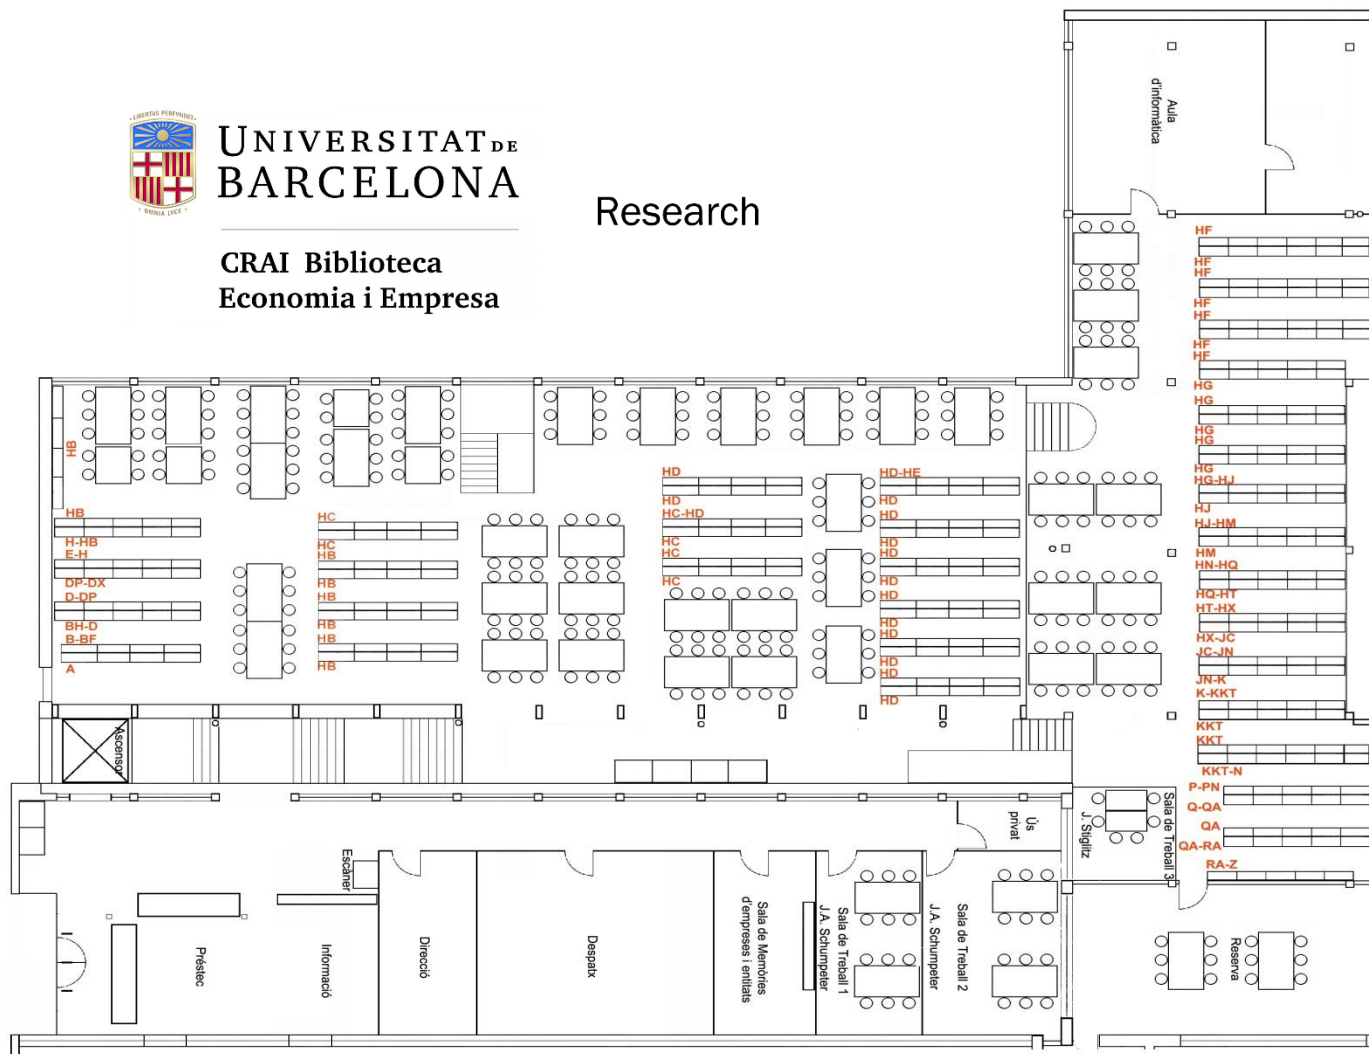 · LIBERTAS PERFUNDET ·
OMNIA LUCE
UNIVERSITAT DE
BARCELONA
CRAI Biblioteca
Economia i Empresa
Research
Aula
d'informàtica
HF
HF
HF
HF
HF
HF
HF
HG
HG
HG
HG
HG
HG-HJ
HJ
HJ-HM
HM
HN-HQ
HQ-HT
HT-HX
HX-JC
JC-JN
JN-K
K-KKT
KKT
KKT
KKT-N
P-PN
Q-QA
QA
QA-RA
RA-Z
BH
HB
H-HB
E-H
DP-DX
D-DP
BH-D
B-BF
A
HC
HC
HB
HB
HB
HB
HB
HB
HD
HD
HC-HD
HC
HC
HC
HD-HE
HD
HD
HD
HD
HD
HD
HD
HD
HD
HD
HD
Ascensor
Escàner
Préstec
Informació
Direcció
Despatx
Sala de Memòries
d'empreses i entitats
Sala de Treball 1
J.A. Schumpeter
Sala de Treball 2
J.A. Schumpeter
Ús
privat
Sala de Treball 3
J. Stiglitz
Reserva